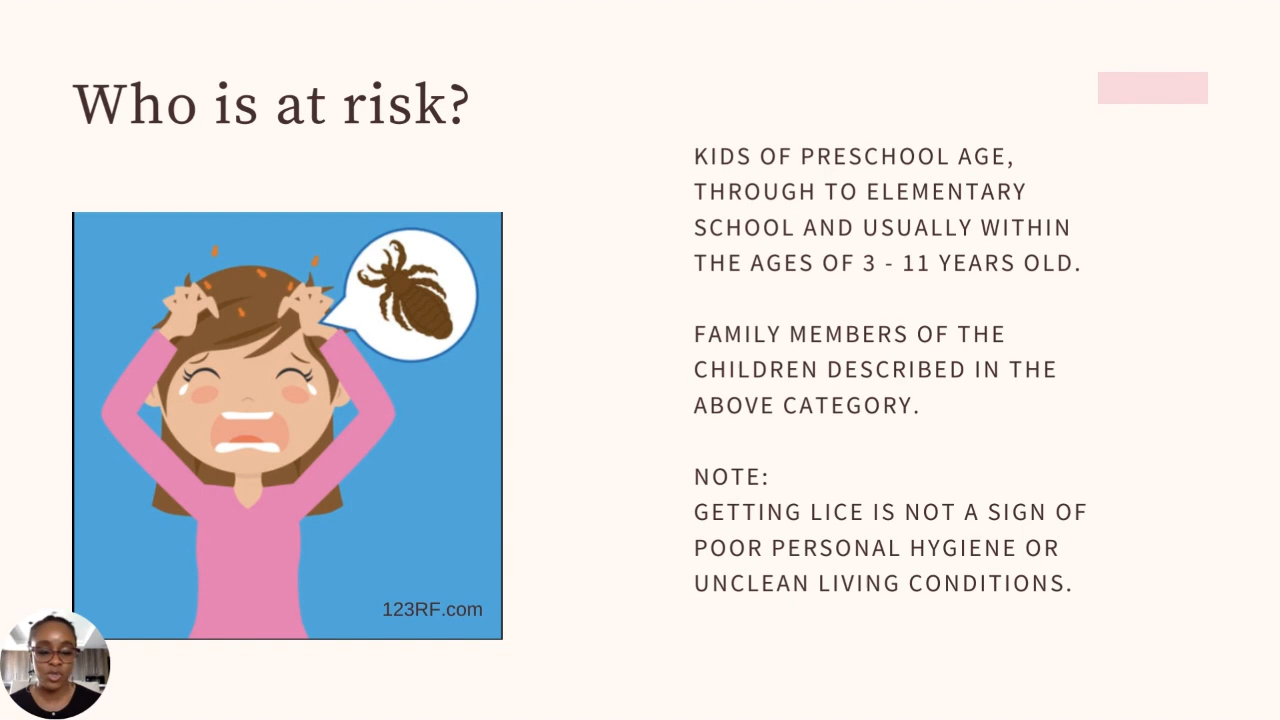 Who is at risk?
KIDS OF PRESCHOOL AGE,
THROUGH TO ELEMENTARY
SCHOOL AND USUALLY WITHIN
THE AGES OF 3 - 11 YEARS OLD.
FAMILY MEMBERS OF THE
CHILDREN DESCRIBED IN THE
ABOVE CATEGORY.
NOTE:
GETTING LICE IS NOT A SIGN OF
POOR PERSONAL HYGIENE OR
UNCLEAN LIVING CONDITIONS.
123RF.com